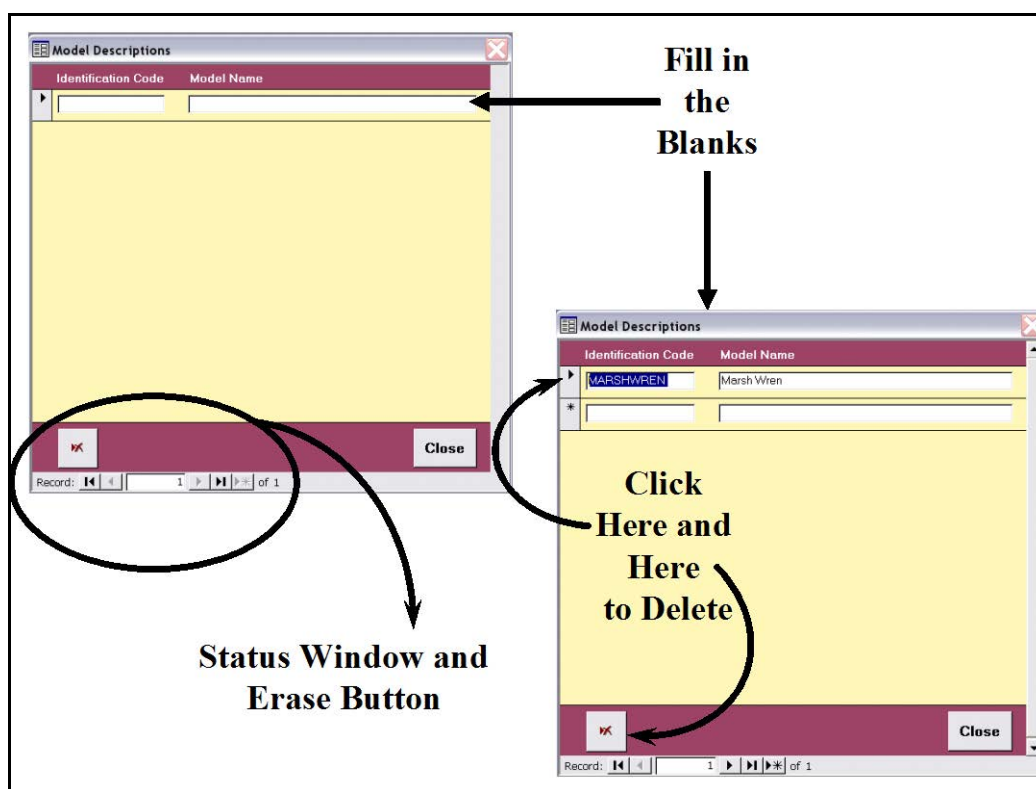 Model Descriptions
Identification Code Model Name
Fill in
the
Blanks
Close
Record: 1 of 1
Status Window and
Erase Button
Model Descriptions
Identification Code Model Name
MARSHWREN Marsh Wren
*
Click
Here and
Here
to Delete
Close
Record: 1 of 1